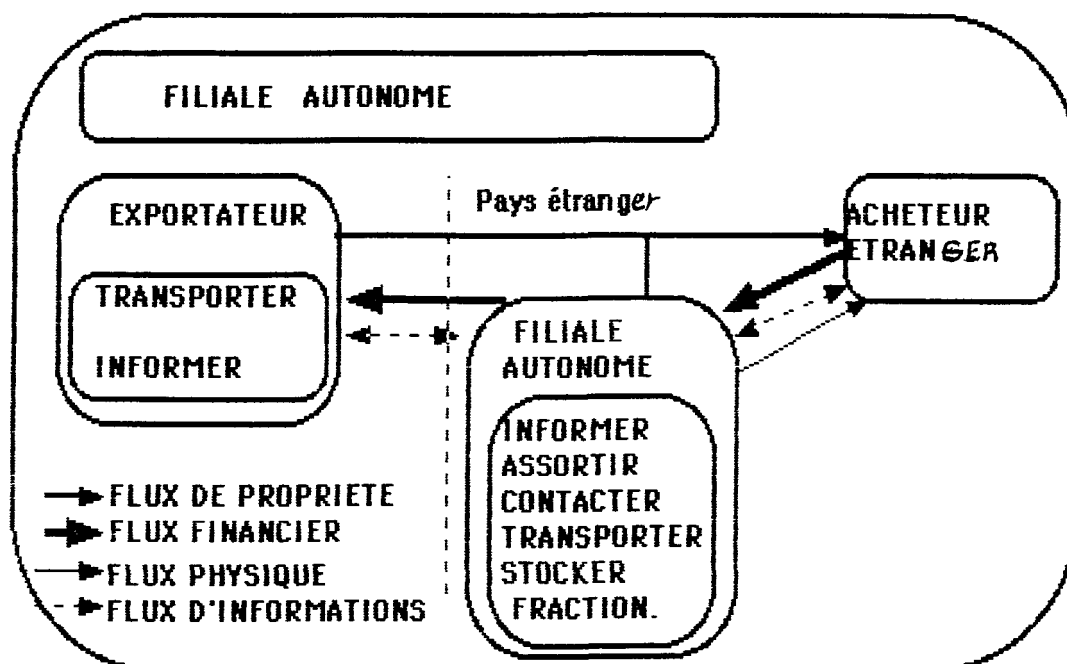 FILIALE AUTONOME
EXPORTATEUR
TRANSPORTER
INFORMER
Pays étranger
ACHETEUR
ETRANGER
FILIALE
AUTONOME
INFORMER
ASSORTIR
CONTACTER
TRANSPORTER
STOCKER
FRACTION.
FLUX DE PROPRIETE
FLUX FINANCIER
FLUX PHYSIQUE
FLUX D'INFORMATIONS